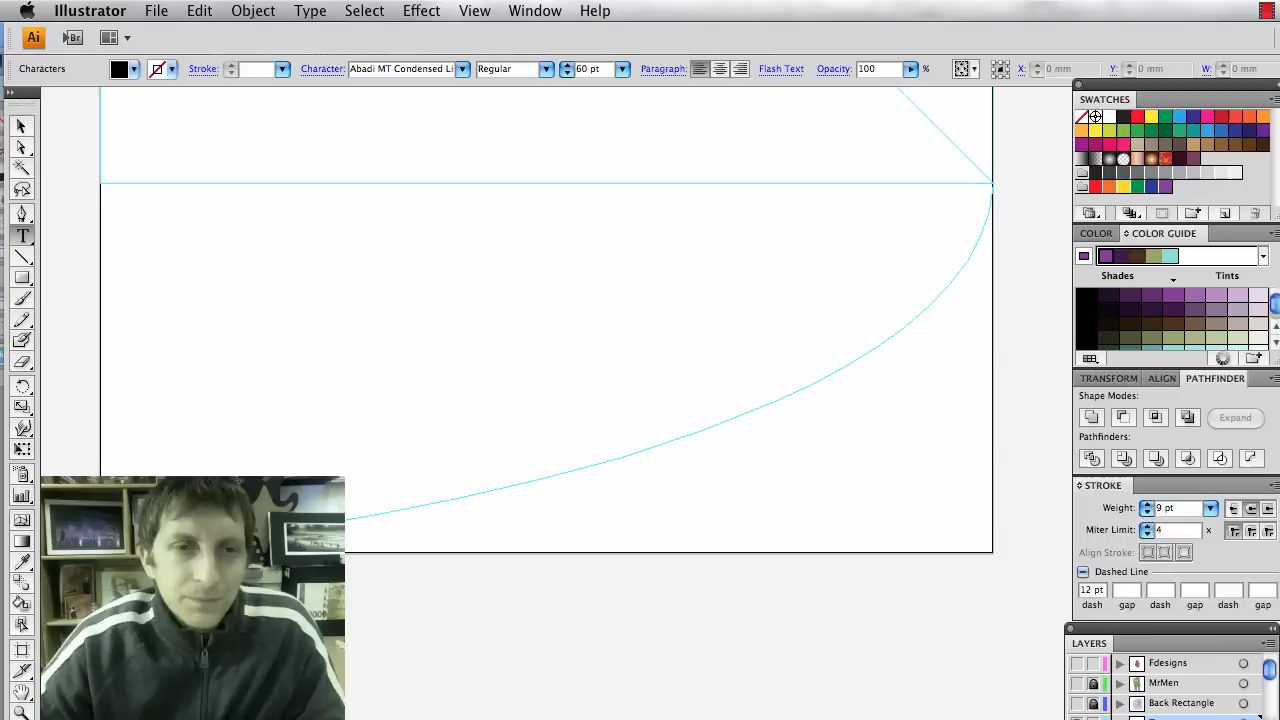 Illustrator File Edit Object Type Select Effect View Window Help
Ai Br
Characters Stroke: Character: Abadi MT Condensed Li Regular 60 pt Paragraph: Flash Text Opacity: 100 % X: 0 mm Y: 0 mm W: 0 mm
SWATCHES
COLOR COLOR GUIDE
Shades Tints
TRANSFORM ALIGN PATHFINDER
Shape Modes:
Expand
Pathfinders:
STROKE
Weight: 9 pt
Miter Limit: 4 x
Align Stroke:
Dashed Line
12 pt
dash gap dash gap dash gap
LAYERS
Fdesigns
MrMen
Back Rectangle